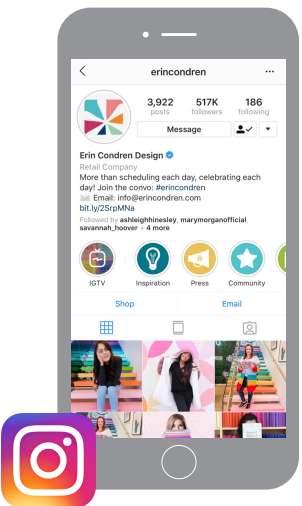 erincondren
3,922 517K 186
posts followers following
Message
Erin Condren Design
Retail Company
More than scheduling each day, celebrating each
day! Join the convo: #erincondren
Email: info@erincondren.com
bit.ly/2SrpMNa
Followed by ashleighhinesley, marymorganofficial,
savannah_hoover + 4 more
IGTV Inspiration Press Community
Shop Email